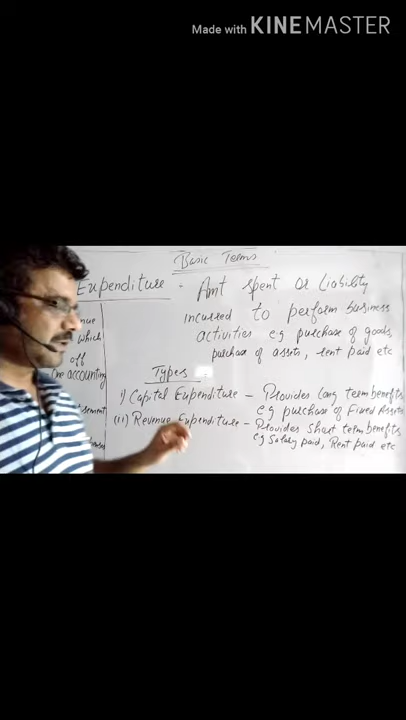 Made with KINEMASTER
Basic Terms
Expenditure - Amt spent or Liability
incurred to perform business
activities e.g purchase of goods,
purchase of assets, rent paid etc
Types
i) Capital Expenditure - Provides long term benefits
eg purchase of Fixed Assets
(ii) Revenue Expenditure - Provides short term benefits
eg Salary paid, Rent paid etc
nue
which
off
the accounting